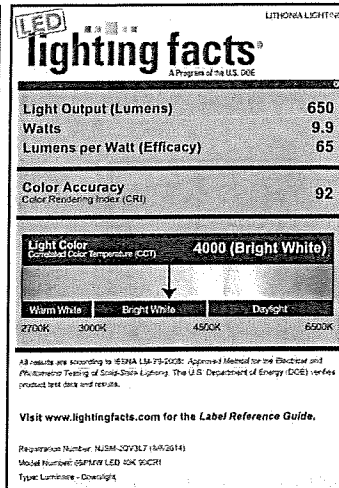 LED
LITHONIA LIGHTING
lighting facts®
A Program of the U.S. DOE
Light Output (Lumens) 650
Watts 9.9
Lumens per Watt (Efficacy) 65
Color Accuracy 92
Color Rendering Index (CRI)
Light Color 4000 (Bright White)
Correlated Color Temperature (CCT)
Warm White Bright White Daylight
2700K 3000K 4500K 6500K
All results are according to IESNA LM-79-2008: Approved Method for the Electrical and
Photometric Testing of Solid-State Lighting. The U.S. Department of Energy (DOE) verifies
product test data and results.
Visit www.lightingfacts.com for the Label Reference Guide.
Registration Number:
Model Number: LED 40K 90CRI
Type: Luminaire - Downlight